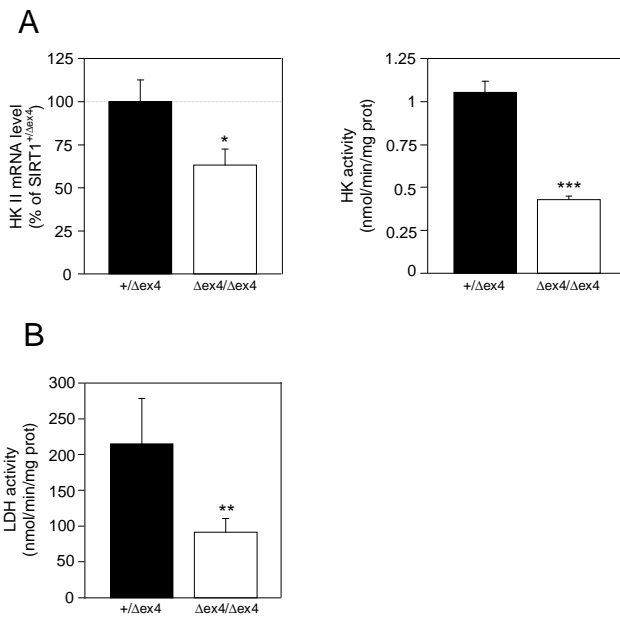 A
HK II mRNA level
(% of SIRT1+/Δex4)
125
100
75
50
25
0
*
+/Δex4
Δex4/Δex4
HK activity
(nmol/min/mg prot)
1.25
1
0.75
0.5
0.25
0
***
+/Δex4
Δex4/Δex4
B
LDH activity
(nmol/min/mg prot)
300
250
200
150
100
50
0
**
+/Δex4
Δex4/Δex4